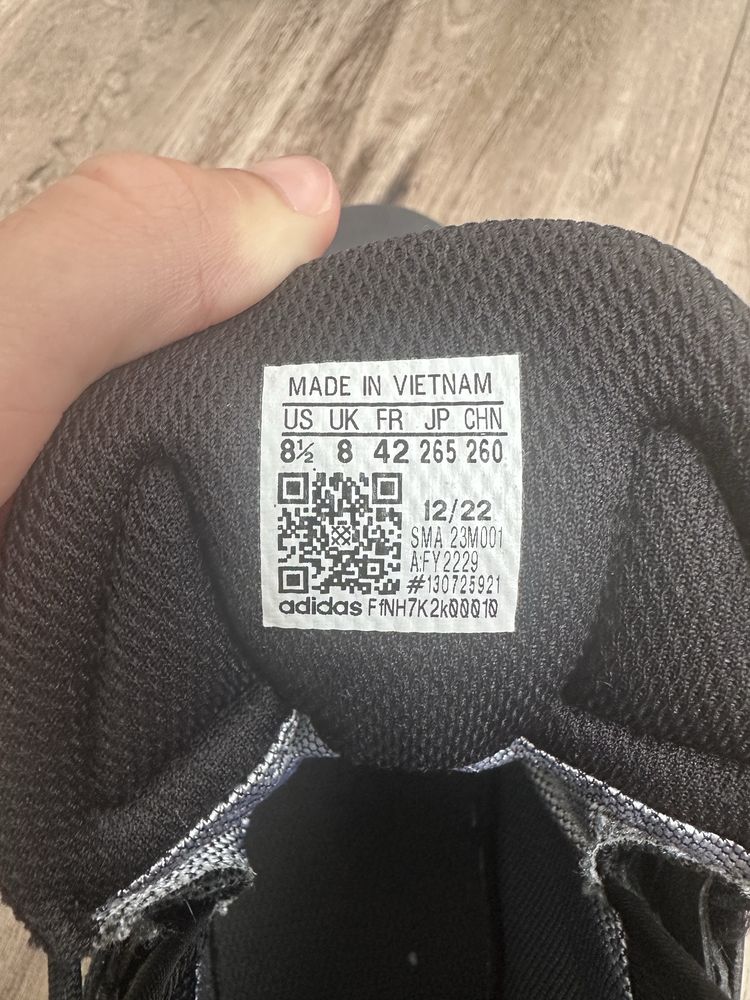 MADE IN VIETNAM
US UK FR JP CHN
8½ 8 42 265 260
12/22
SMA 23M001
A:FY2229
#130725921
adidas FfNH7K2k00010